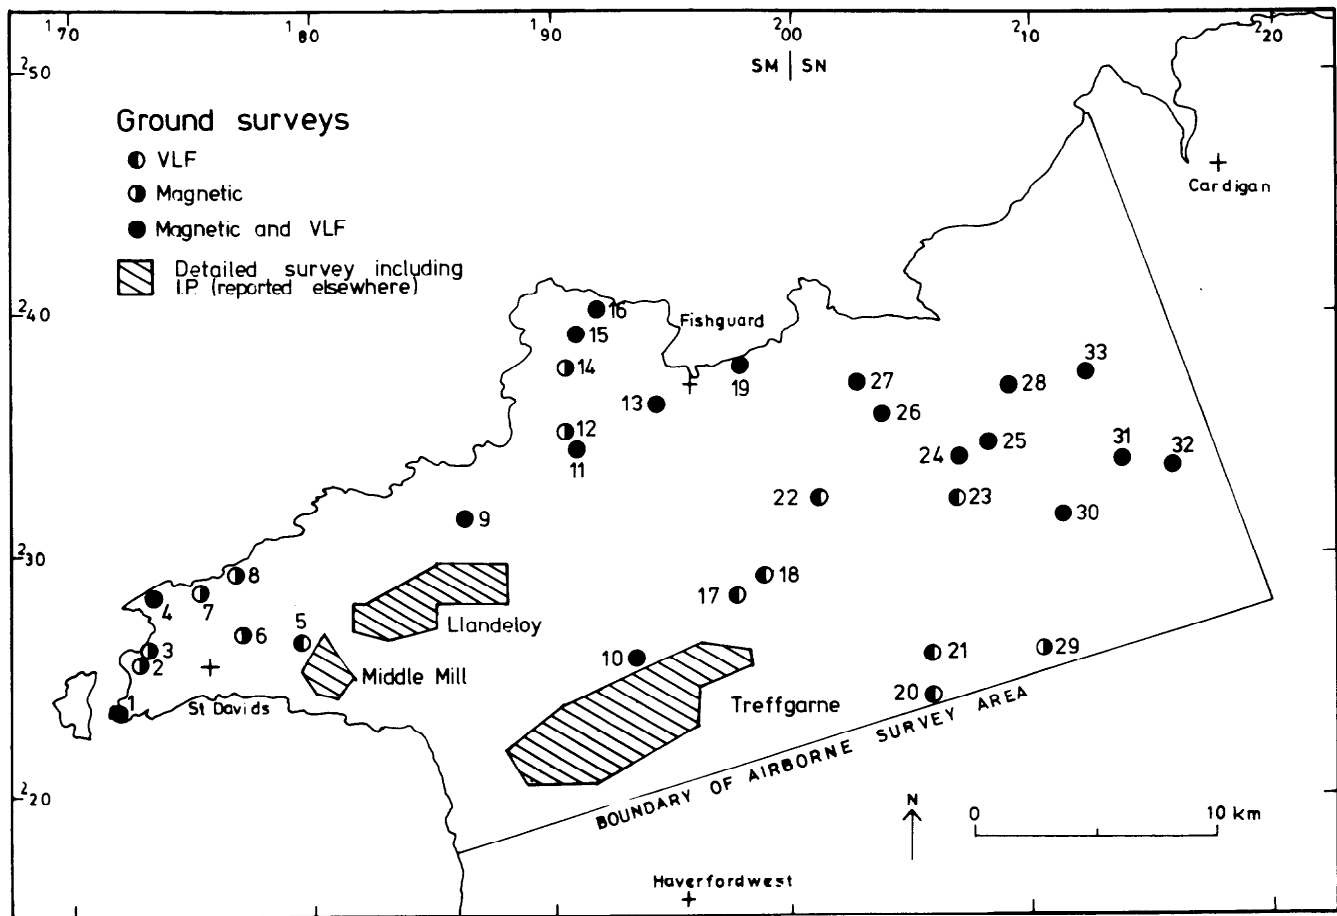 ¹70 ¹80 ¹90 ²00 ²10 ²20
²50
SM | SN
Ground surveys
VLF
Magnetic
Magnetic and VLF
Detailed survey including
I.P. (reported elsewhere)
Cardigan
²40
16
15
Fishguard
14
19
13
12
11
27
26
28
33
24
25
31
32
22
23
30
9
²30
8
7
4
18
17
5
6
3
2
Llandeloy
10
21
29
Middle Mill
1
St Davids
Treffgarne
20
BOUNDARY OF AIRBORNE SURVEY AREA
²20
N
0 10 km
Haverfordwest